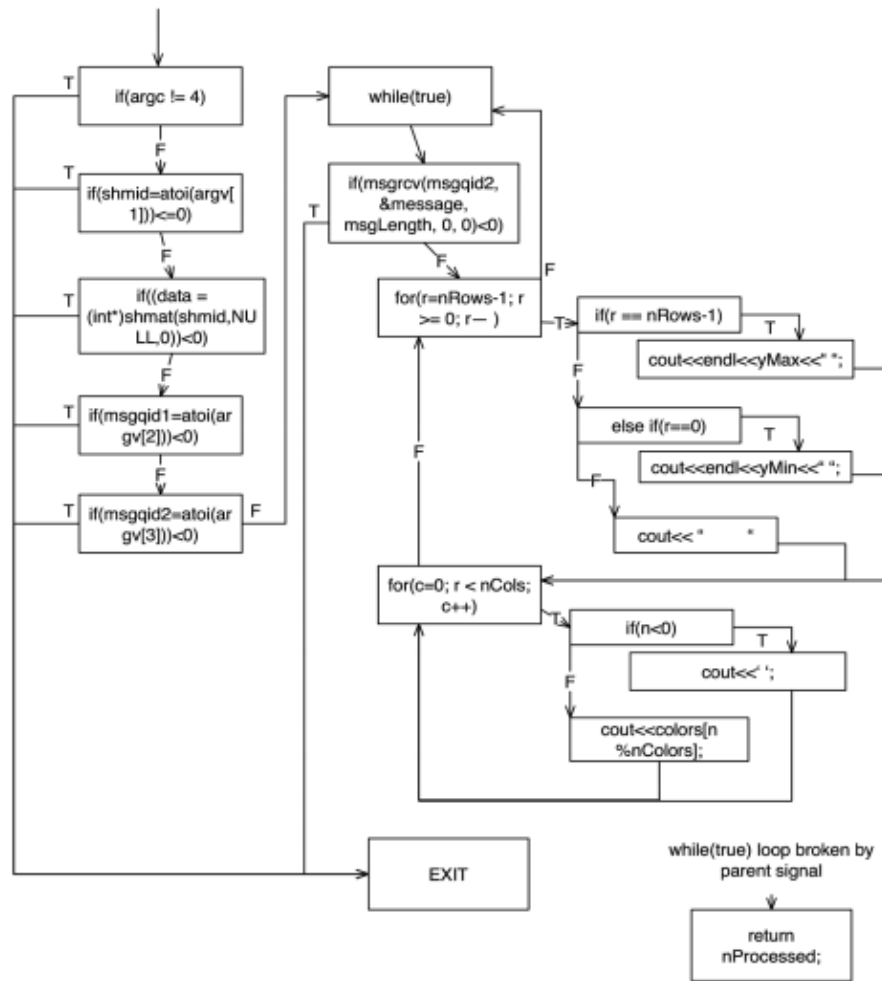 T
if(argc != 4)
F
T
if(shmid=atoi(argv[
1]))<=0)
F
T
if((data =
(int*)shmat(shmid,NU
LL,0))<0)
F
T
if(msgqid1=atoi(ar
gv[2]))<0)
F
T
if(msgqid2=atoi(ar
gv[3]))<0)
F
while(true)
T
if(msgrcv(msgqid2,
&message,
msgLength, 0, 0)<0)
F
F
for(r=nRows-1; r
>= 0; r— )
T
if(r == nRows-1)
T
cout<<endl<<yMax<<" ";
F
else if(r==0)
T
cout<<endl<<yMin<<" ";
F
cout<< " "
F
for(c=0; r < nCols;
c++)
T
if(n<0)
T
cout<<' ';
F
cout<<colors[n
%nColors];
EXIT
while(true) loop broken by
parent signal
return
nProcessed;